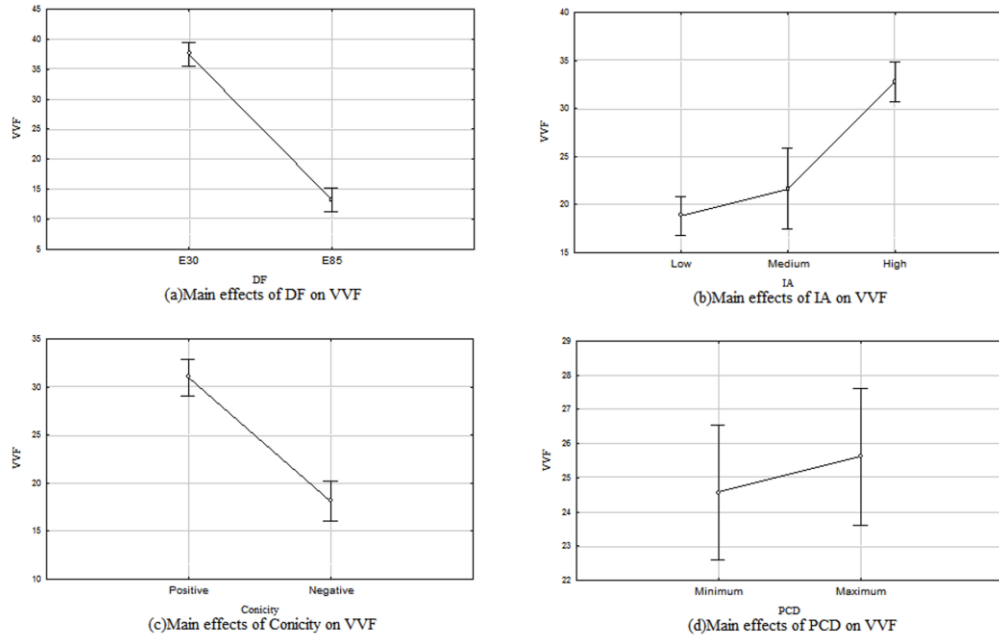 45
40
35
30
25
20
15
10
5
VVF
E30
E85
DF
(a)Main effects of DF on VVF
40
35
30
25
20
15
VVF
Low
Medium
High
IA
(b)Main effects of IA on VVF
35
30
25
20
15
10
VVF
Positive
Negative
Conicity
(c)Main effects of Conicity on VVF
29
28
27
26
25
24
23
22
VVF
Minimum
Maximum
PCD
(d)Main effects of PCD on VVF